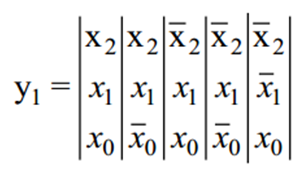 | x₂ | x₂ | x̅₂ | x̅₂ | x̅₂ |
y₁ = | x₁ | x₁ | x₁ | x₁ | x̅₁ |
| x₀ | x̅₀ | x₀ | x̅₀ | x₀ |